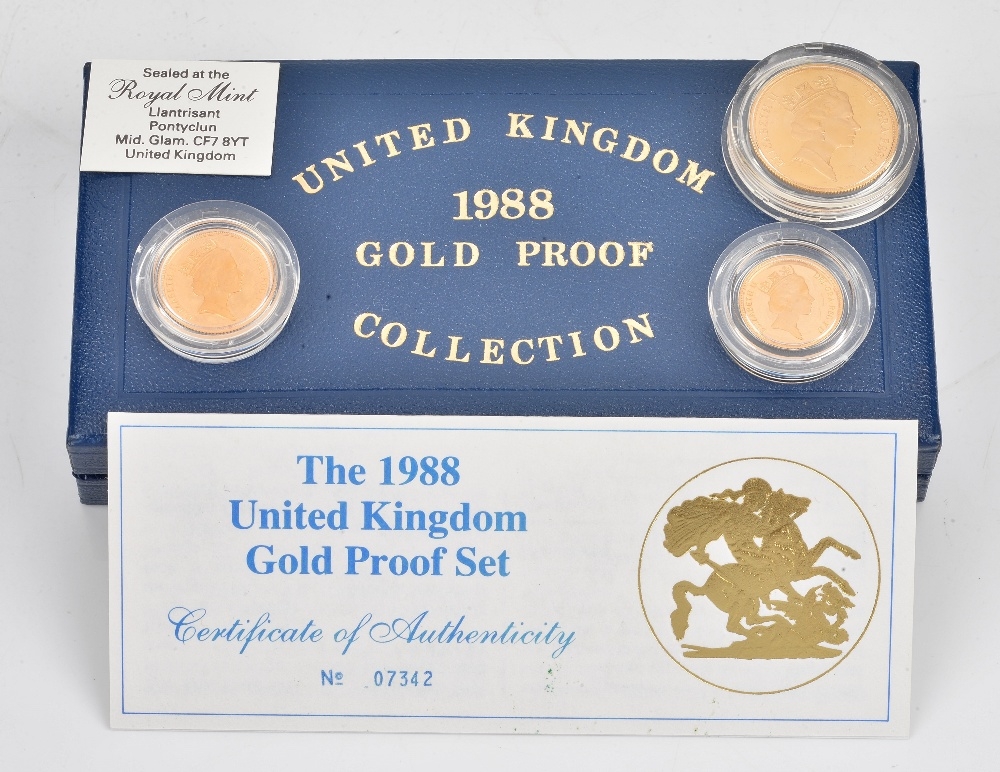 Sealed at the
Royal Mint
Llantrisant
Pontyclun
Mid. Glam. CF7 8YT
United Kingdom
UNITED KINGDOM
1988
GOLD PROOF
COLLECTION
The 1988
United Kingdom
Gold Proof Set
Certificate of Authenticity
Nº 07342